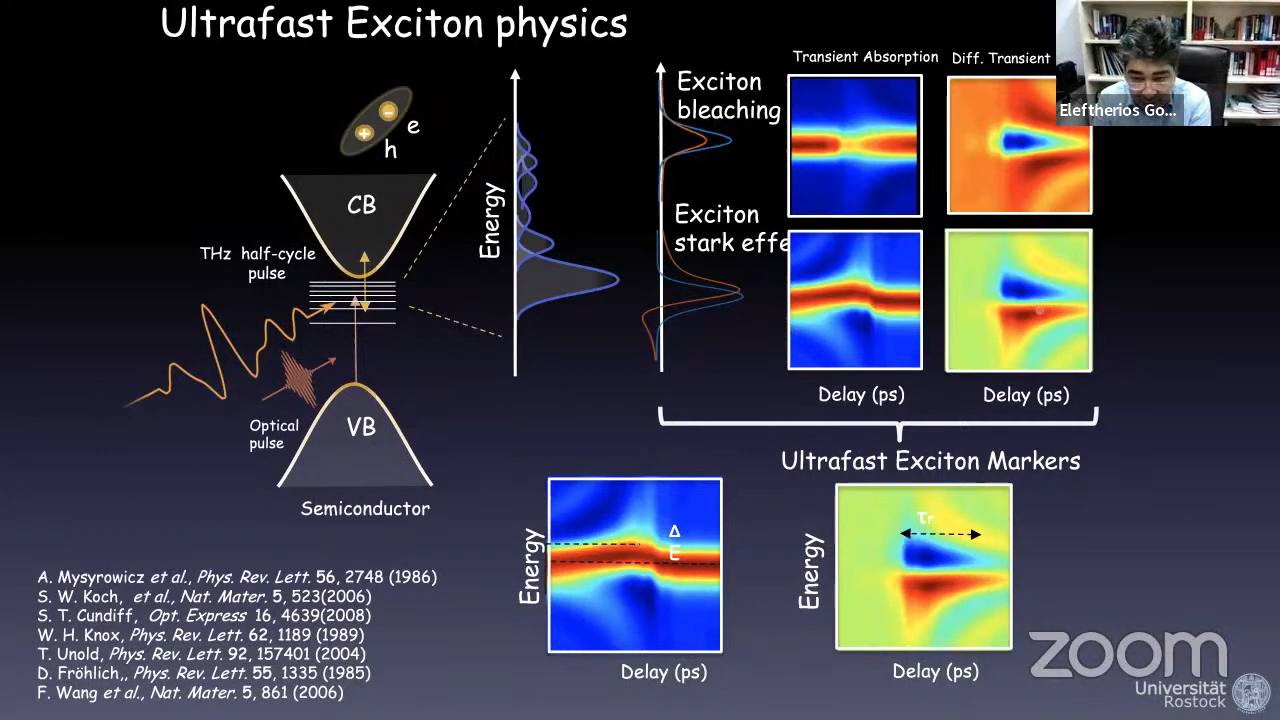 Ultrafast Exciton physics
e
h
CB
THz half-cycle
pulse
Optical
pulse
VB
Semiconductor
Energy
Exciton
bleaching
Exciton
stark effe
Transient Absorption
Diff. Transient
Eleftherios Go...
Delay (ps)
Delay (ps)
Ultrafast Exciton Markers
Energy
Δ
E
Delay (ps)
Energy
τr
Delay (ps)
A. Mysyrowicz et al., Phys. Rev. Lett. 56, 2748 (1986)
S. W. Koch, et al., Nat. Mater. 5, 523(2006)
S. T. Cundiff, Opt. Express 16, 4639(2008)
W. H. Knox, Phys. Rev. Lett. 62, 1189 (1989)
T. Unold, Phys. Rev. Lett. 92, 157401 (2004)
D. Fröhlich,, Phys. Rev. Lett. 55, 1335 (1985)
F. Wang et al., Nat. Mater. 5, 861 (2006)
zoom
Universität
Rostock